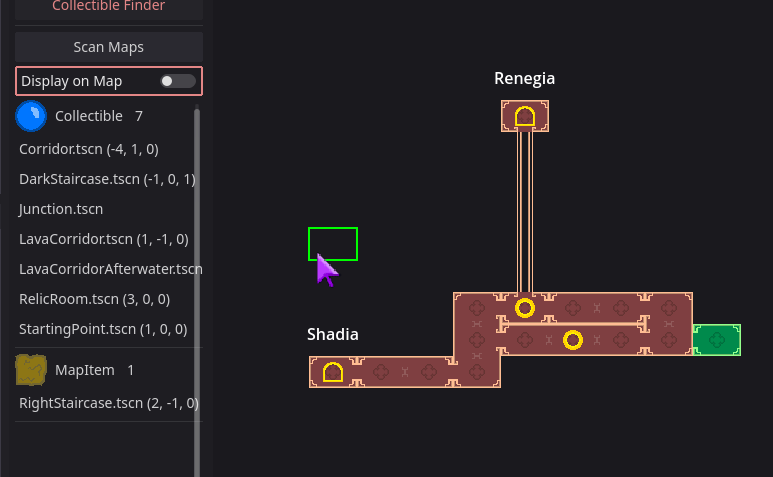 Collectible Finder
Scan Maps
Display on Map
Collectible 7
Corridor.tscn (-4, 1, 0)
DarkStaircase.tscn (-1, 0, 1)
Junction.tscn
LavaCorridor.tscn (1, -1, 0)
LavaCorridorAfterwater.tscn
RelicRoom.tscn (3, 0, 0)
StartingPoint.tscn (1, 0, 0)
MapItem 1
RightStaircase.tscn (2, -1, 0)
Renegia
Shadia